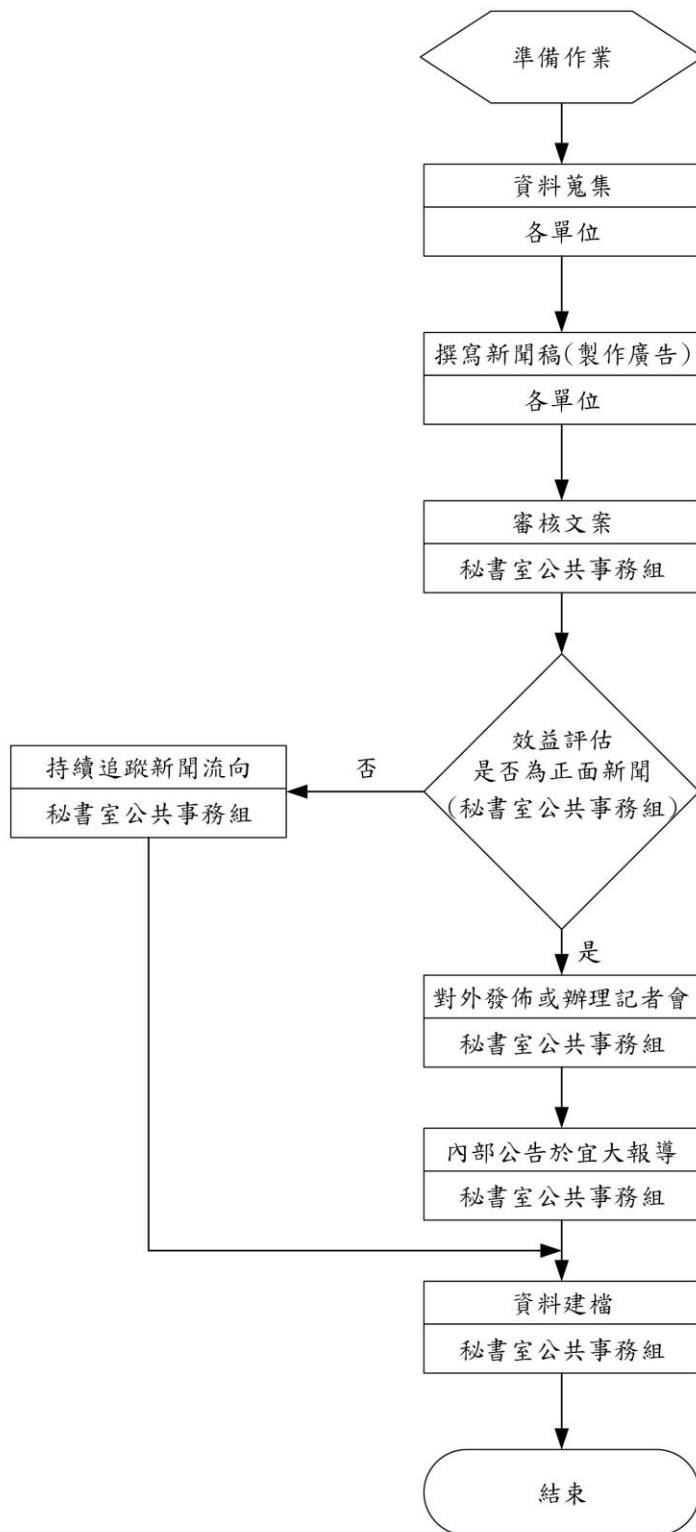 準備作業
資料蒐集
各單位
撰寫新聞稿(製作廣告)
各單位
審核文案
秘書室公共事務組
效益評估
是否為正面新聞
(秘書室公共事務組)
否
持續追蹤新聞流向
秘書室公共事務組
是
對外發佈或辦理記者會
秘書室公共事務組
內部公告於宜大報導
秘書室公共事務組
資料建檔
秘書室公共事務組
結束